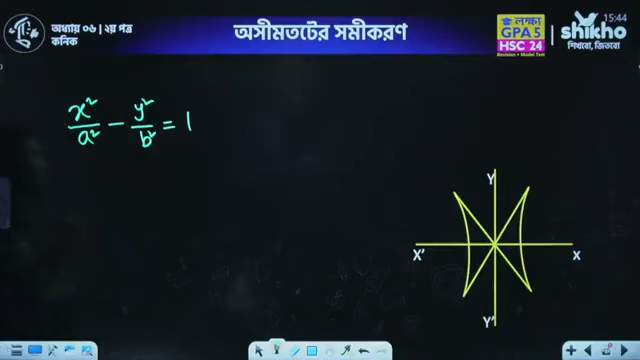 অধ্যায় ০৬ | ২য় পত্র
কনিক
অসীমতটের সমীকরণ
লক্ষ্য
GPA 5
HSC 24
Revision + Model Test
15:44
Shikho
শিখবো, জিতবো
x²/a² - y²/b² = 1
Y
X'
X
Y'